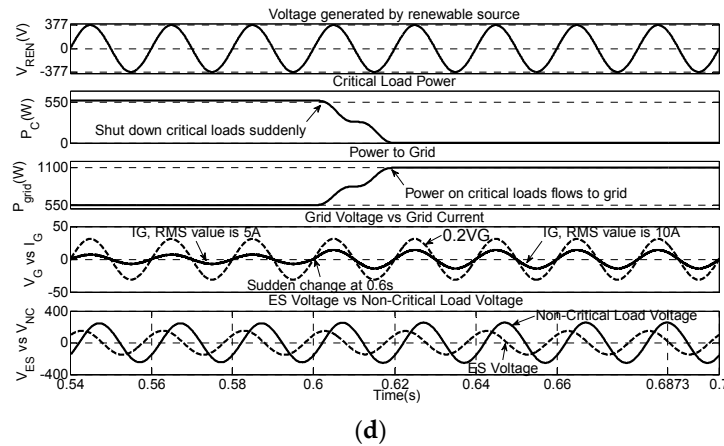 Voltage generated by renewable source
V_REN(V)
377
0
-377
Critical Load Power
P_C(W)
550
0
Shut down critical loads suddenly
Power to Grid
P_grid(W)
1100
550
Power on critical loads flows to grid
Grid Voltage vs Grid Current
V_G vs I_G
50
0
50
IG, RMS value is 5A
0.2VG
IG, RMS value is 10A
Sudden change at 0.6s
ES Voltage vs Non-Critical Load Voltage
V_ES vs V_NC
400
0
-400
Non-Critical Load Voltage
ES Voltage
0.54 0.56 0.58 0.6 0.62 0.64 0.66 0.6873 0.7
Time(s)
(d)